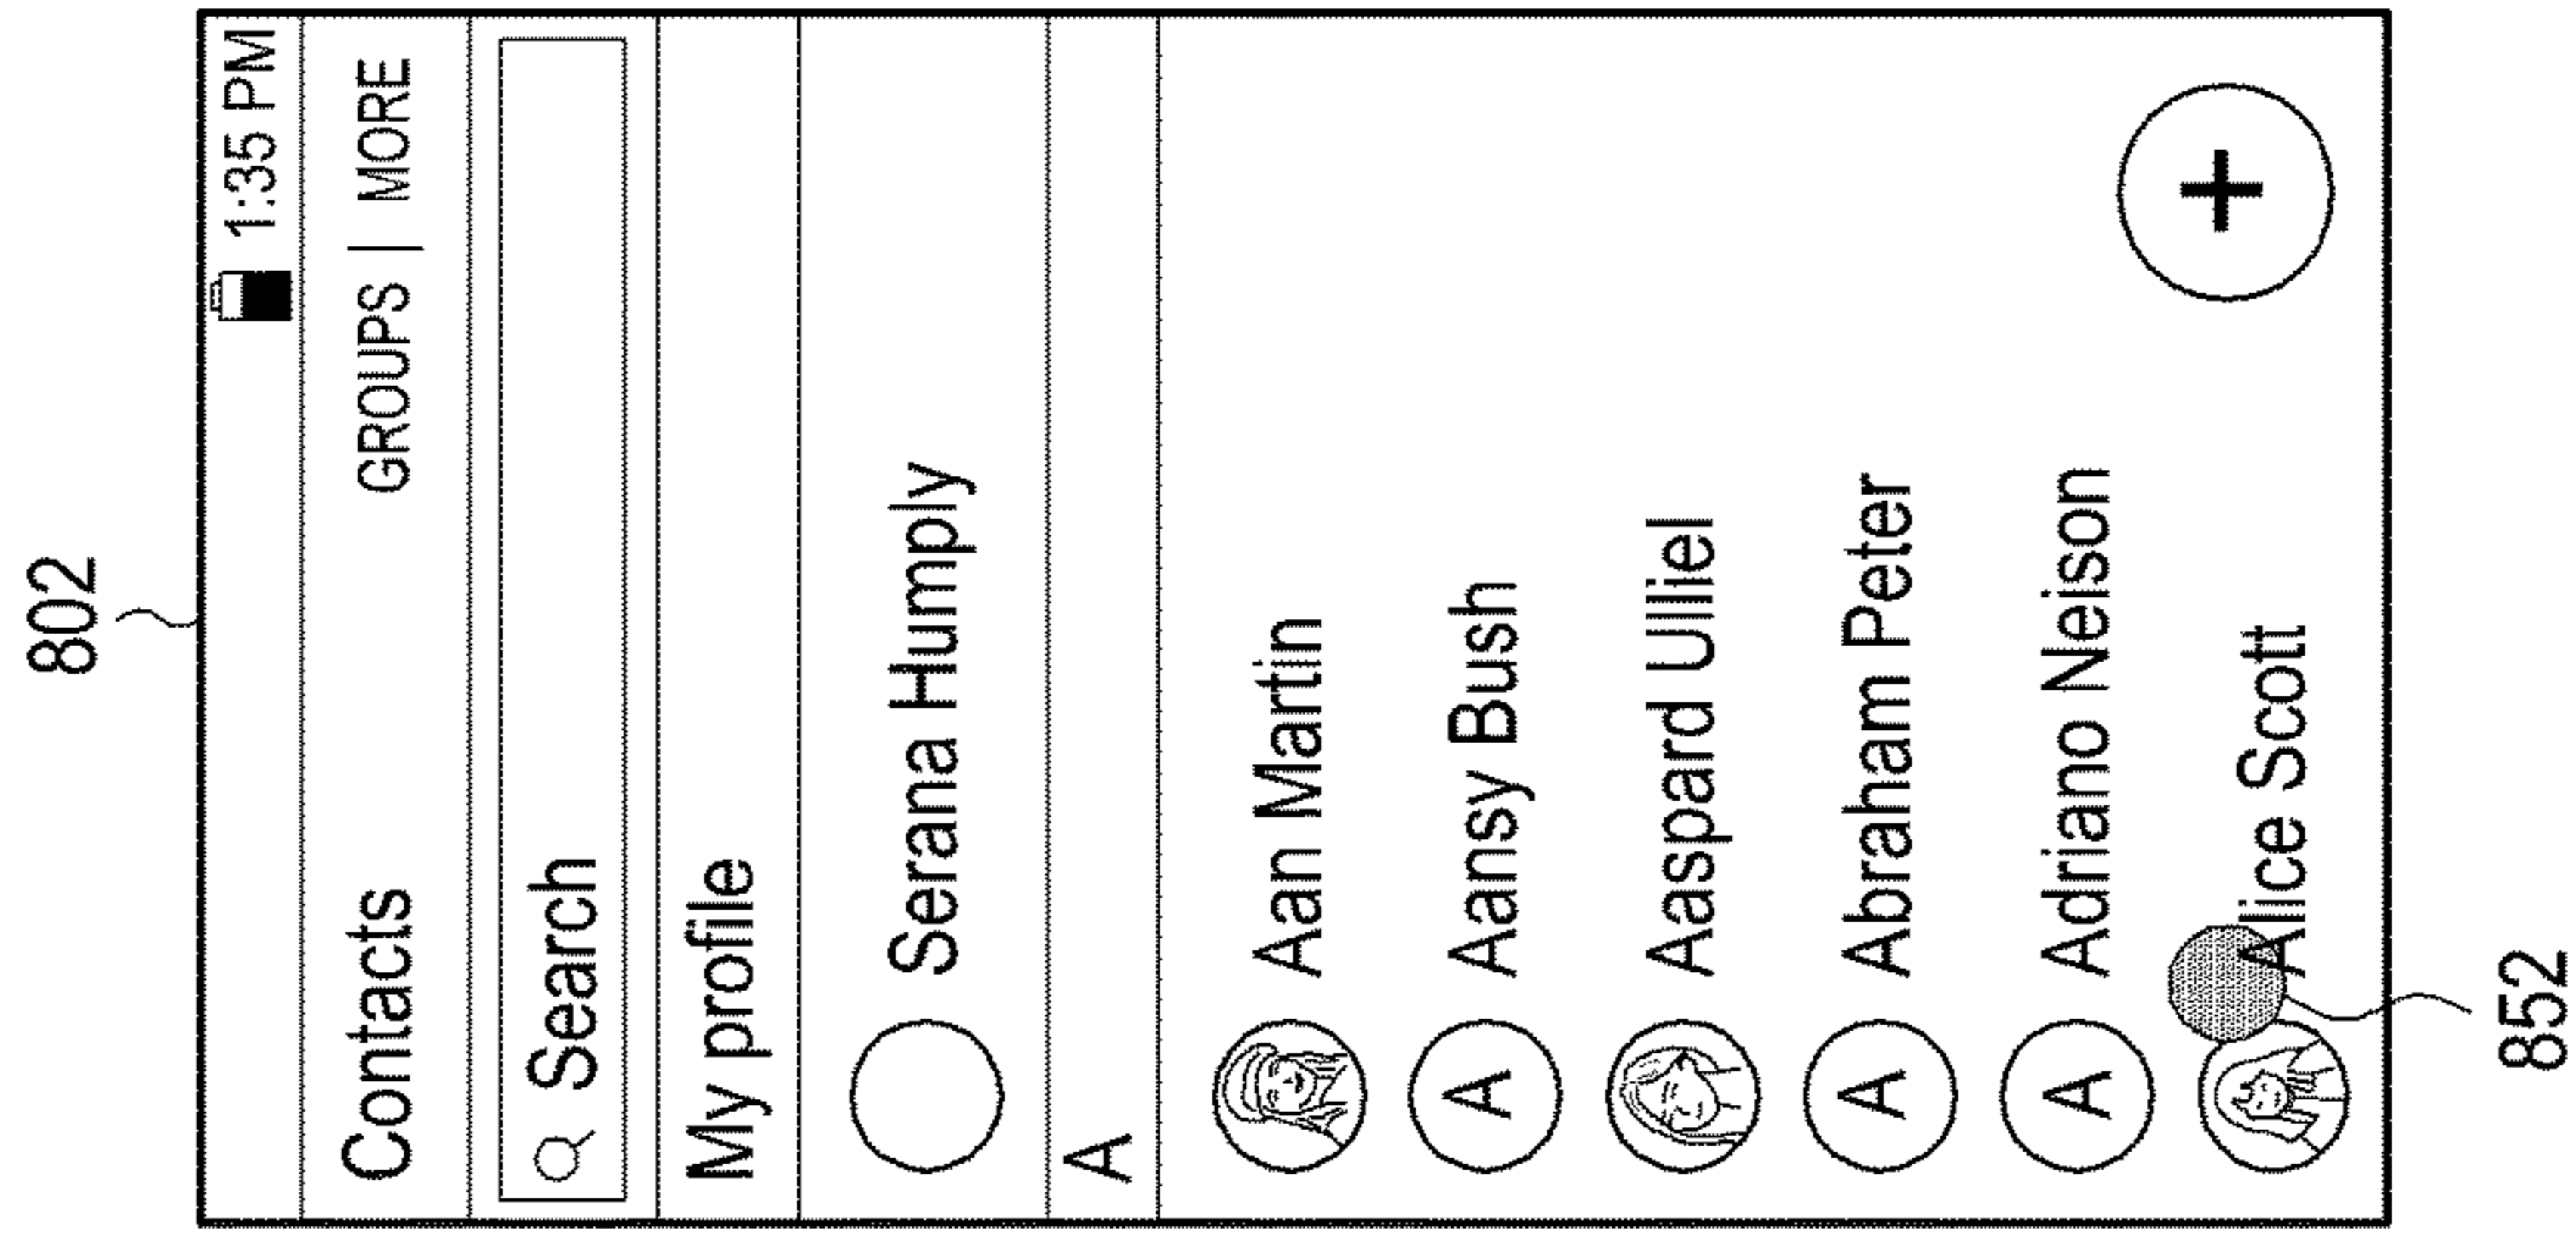 802
1:35 PM
Contacts GROUPS | MORE
Search
My profile
Serana Humply
A
Aan Martin
A Aansy Bush
Aaspard Ulliel
A Abraham Peter
A Adriano Neison
Alice Scott
+
852